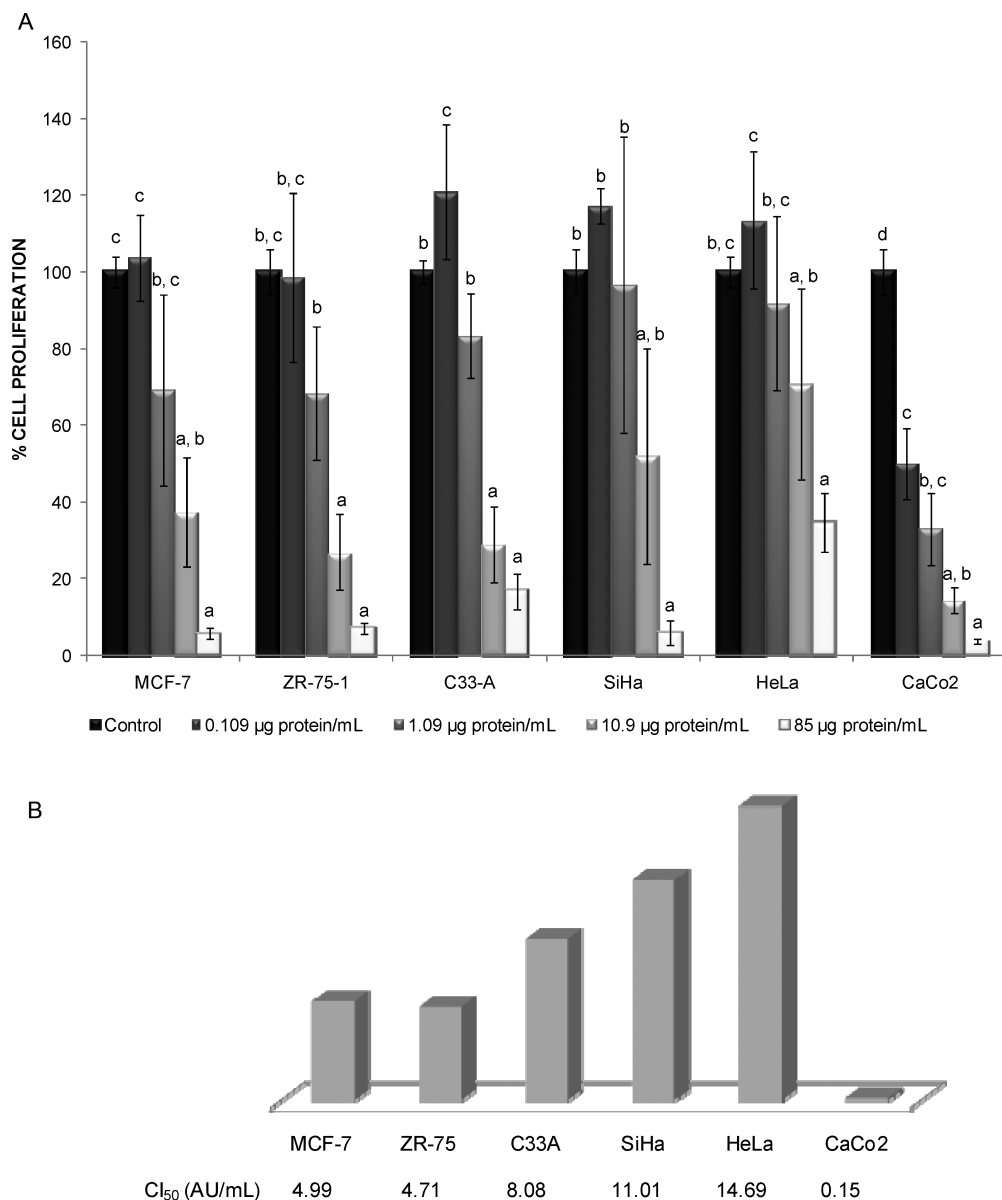 A
160
140
120
100
80
60
40
20
0
% CELL PROLIFERATION
c c b, c a, b a
b, c b, c b a a
b c b a a
b b b a, b a
b, c c b, c a, b a
d c b, c a, b a
MCF-7 ZR-75-1 C33-A SiHa HeLa CaCo2
Control 0.109 µg protein/mL 1.09 µg protein/mL 10.9 µg protein/mL 85 µg protein/mL
B
MCF-7 ZR-75 C33A SiHa HeLa CaCo2
CI50 (AU/mL) 4.99 4.71 8.08 11.01 14.69 0.15